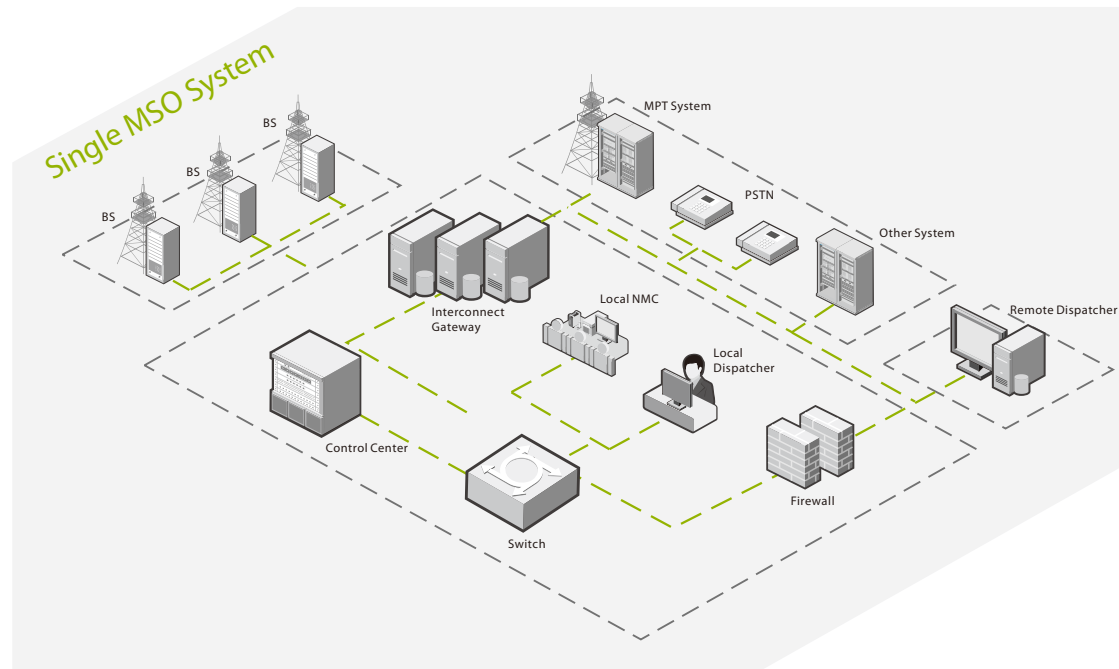 Single MSO System
BS
BS
BS
MPT System
PSTN
Other System
Remote Dispatcher
Interconnect
Gateway
Local NMC
Local
Dispatcher
Control Center
Firewall
Switch